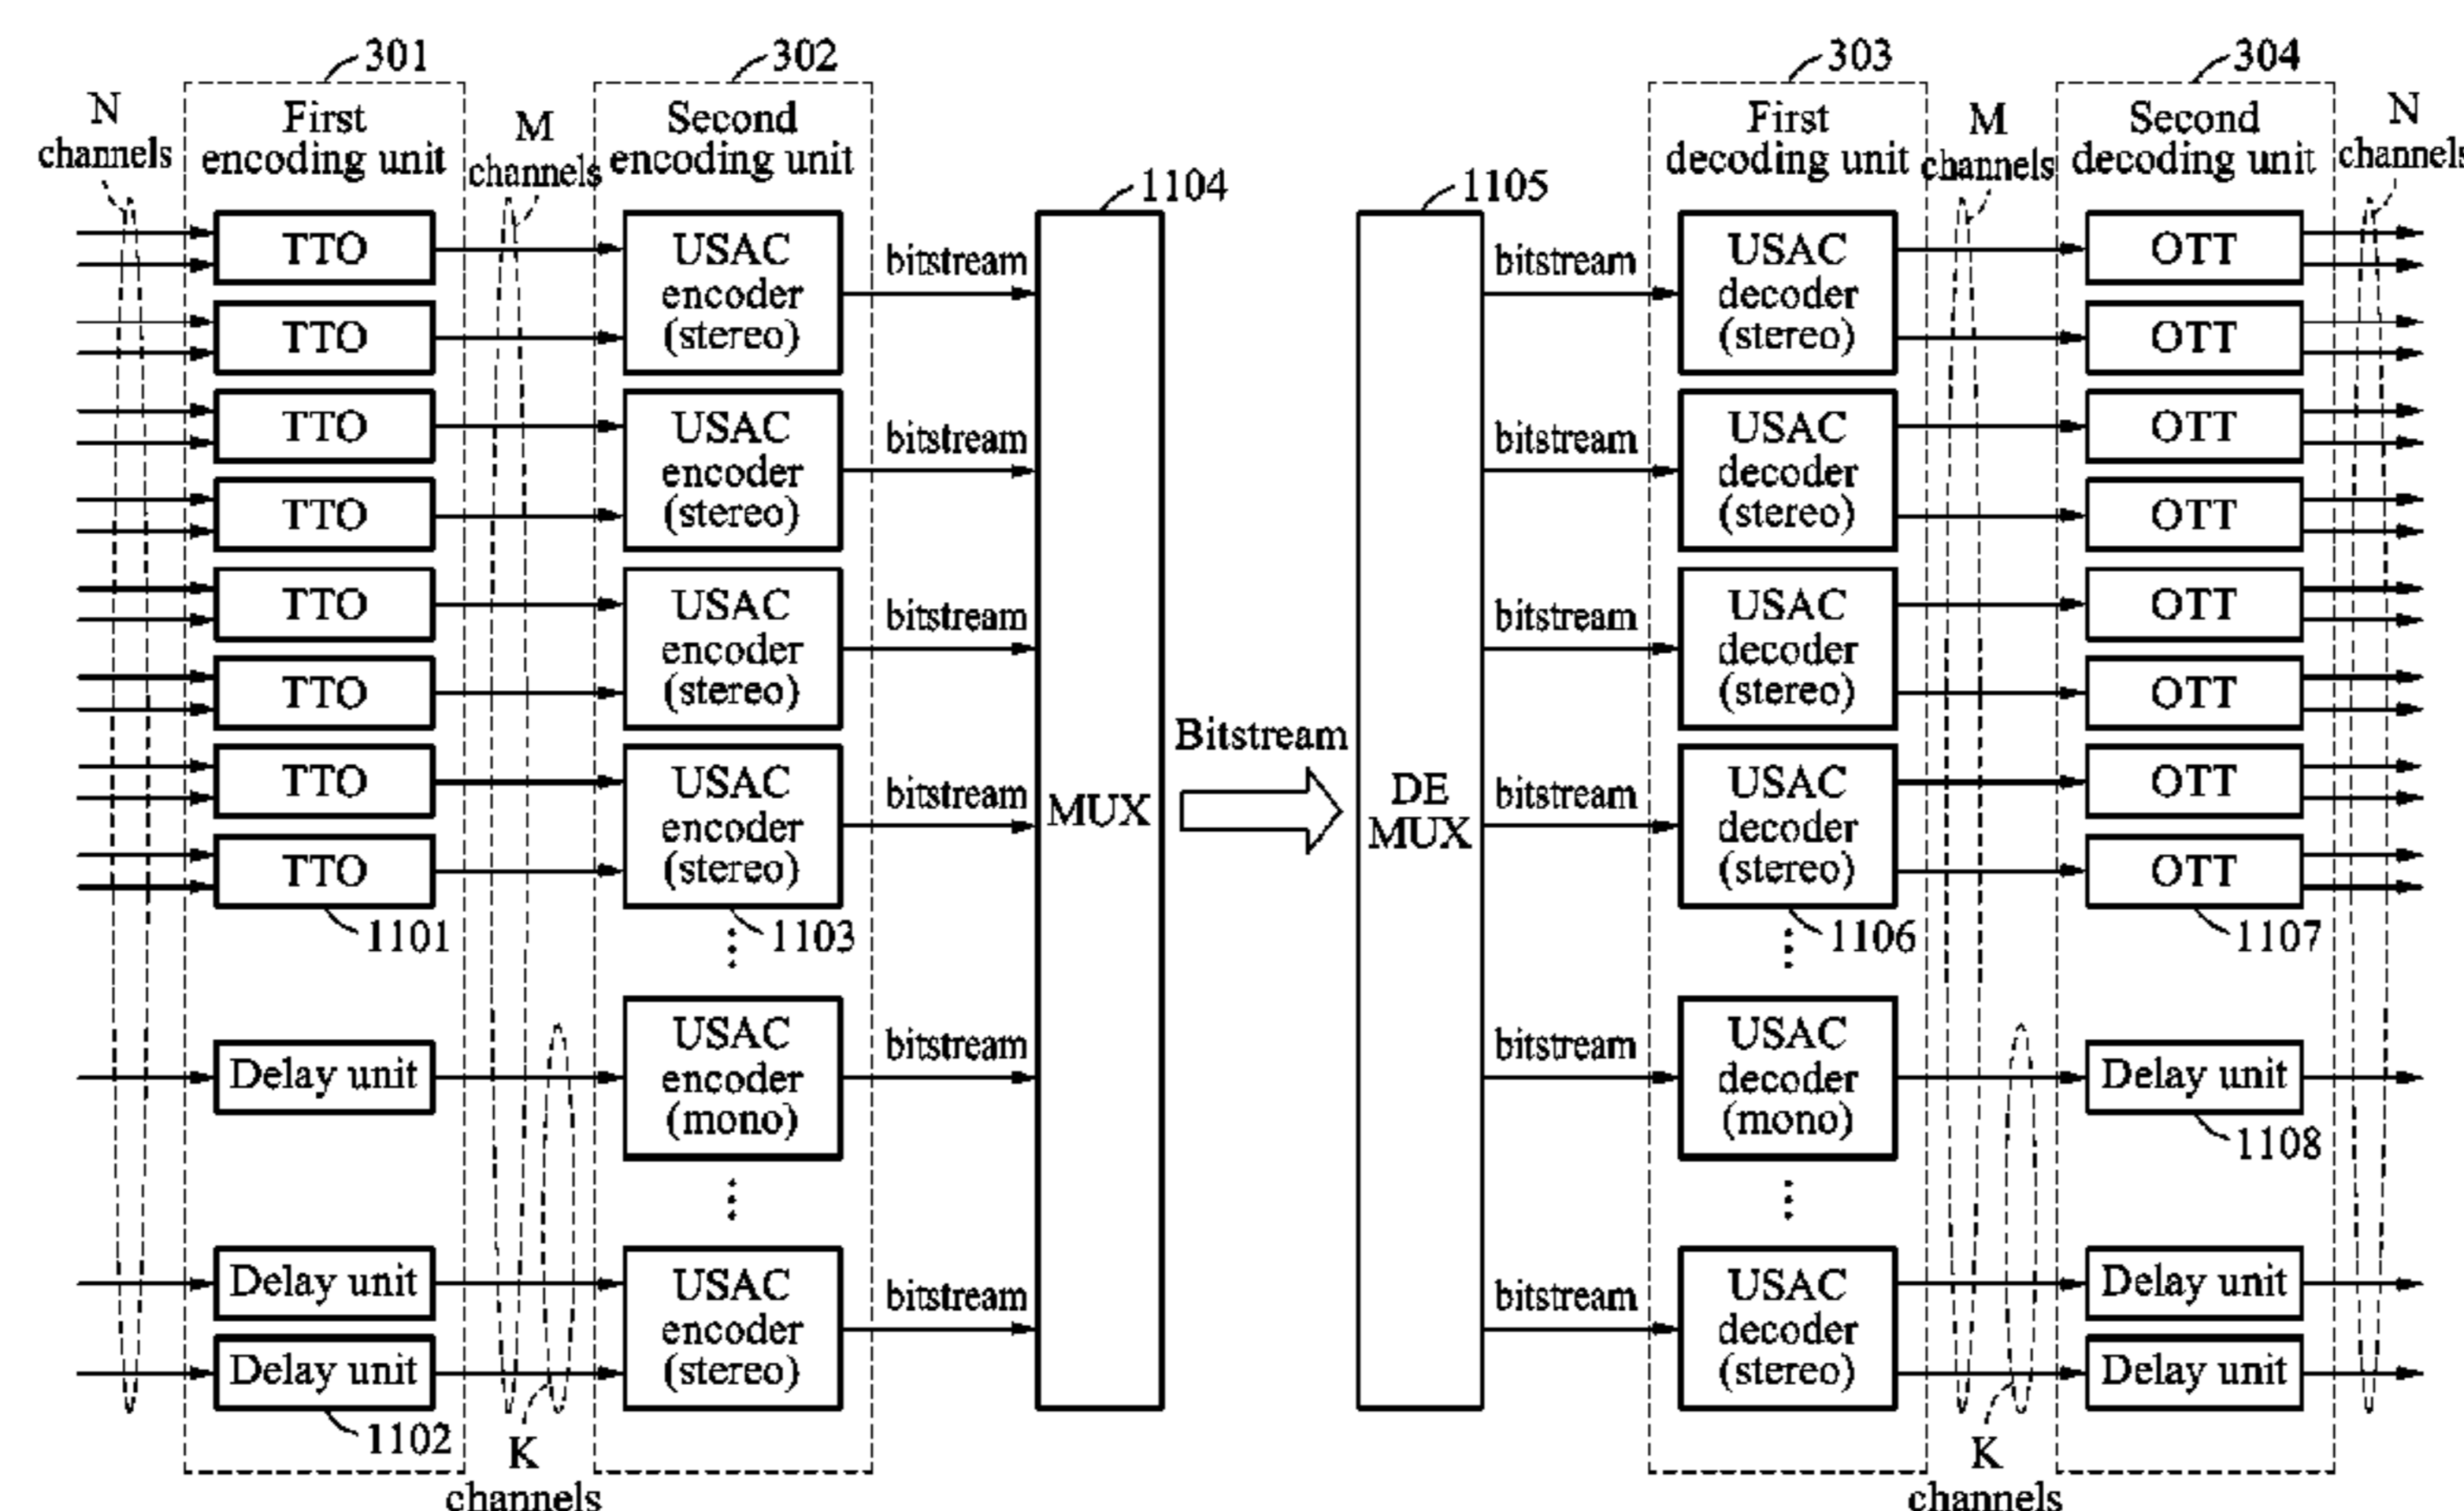 301
302
303
304
N
channels
First
encoding unit
M
channels
Second
encoding unit
1104
1105
First
decoding unit
M
channels
Second
decoding unit
N
channels
TTO
TTO
TTO
TTO
TTO
TTO
TTO
TTO
1101
Delay unit
Delay unit
Delay unit
1102
K
channels
USAC
encoder
(stereo)
USAC
encoder
(stereo)
USAC
encoder
(stereo)
USAC
encoder
(stereo)
1103
USAC
encoder
(mono)
USAC
encoder
(stereo)
bitstream
bitstream
bitstream
bitstream
bitstream
bitstream
MUX
Bitstream
DE
MUX
bitstream
bitstream
bitstream
bitstream
bitstream
bitstream
USAC
decoder
(stereo)
USAC
decoder
(stereo)
USAC
decoder
(stereo)
USAC
decoder
(stereo)
1106
USAC
decoder
(mono)
USAC
decoder
(stereo)
K
channels
OTT
OTT
OTT
OTT
OTT
OTT
OTT
OTT
1107
Delay unit
1108
Delay unit
Delay unit